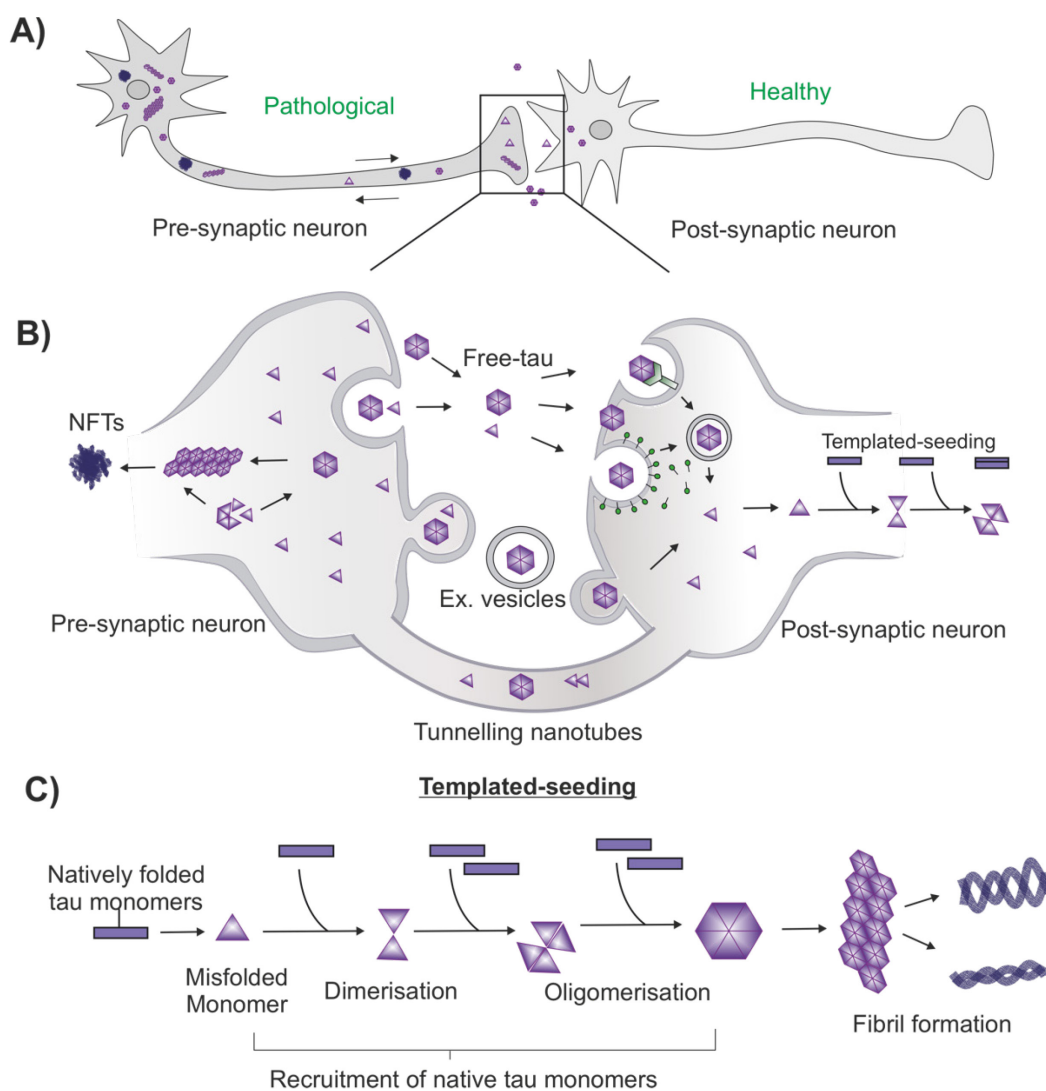 A)
Pathological
Healthy
Pre-synaptic neuron
Post-synaptic neuron
B)
Free-tau
NFTs
Templated-seeding
Ex. vesicles
Pre-synaptic neuron
Post-synaptic neuron
Tunnelling nanotubes
C)
Templated-seeding
Natively folded
tau monomers
Misfolded
Monomer
Dimerisation
Oligomerisation
Fibril formation
Recruitment of native tau monomers